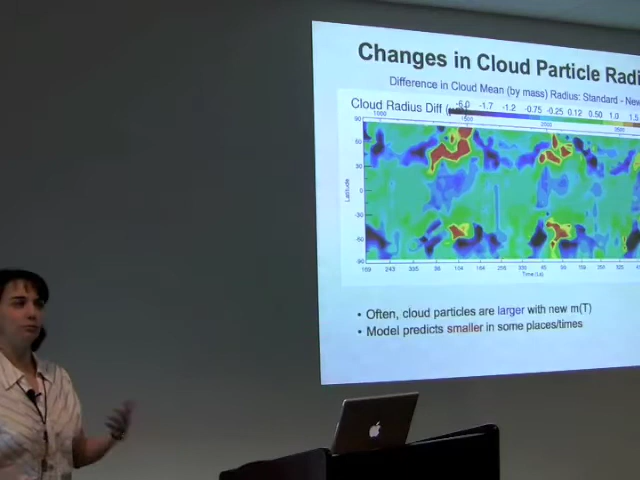 Changes in Cloud Particle Radi
Difference in Cloud Mean (by mass) Radius: Standard - New
Cloud Radius Diff
-6.0 -1.7 -1.2 -0.75 -0.25 0.12 0.50 1.0 1.5
Latitude
Time (Ls)
• Often, cloud particles are larger with new m(T)
• Model predicts smaller in some places/times